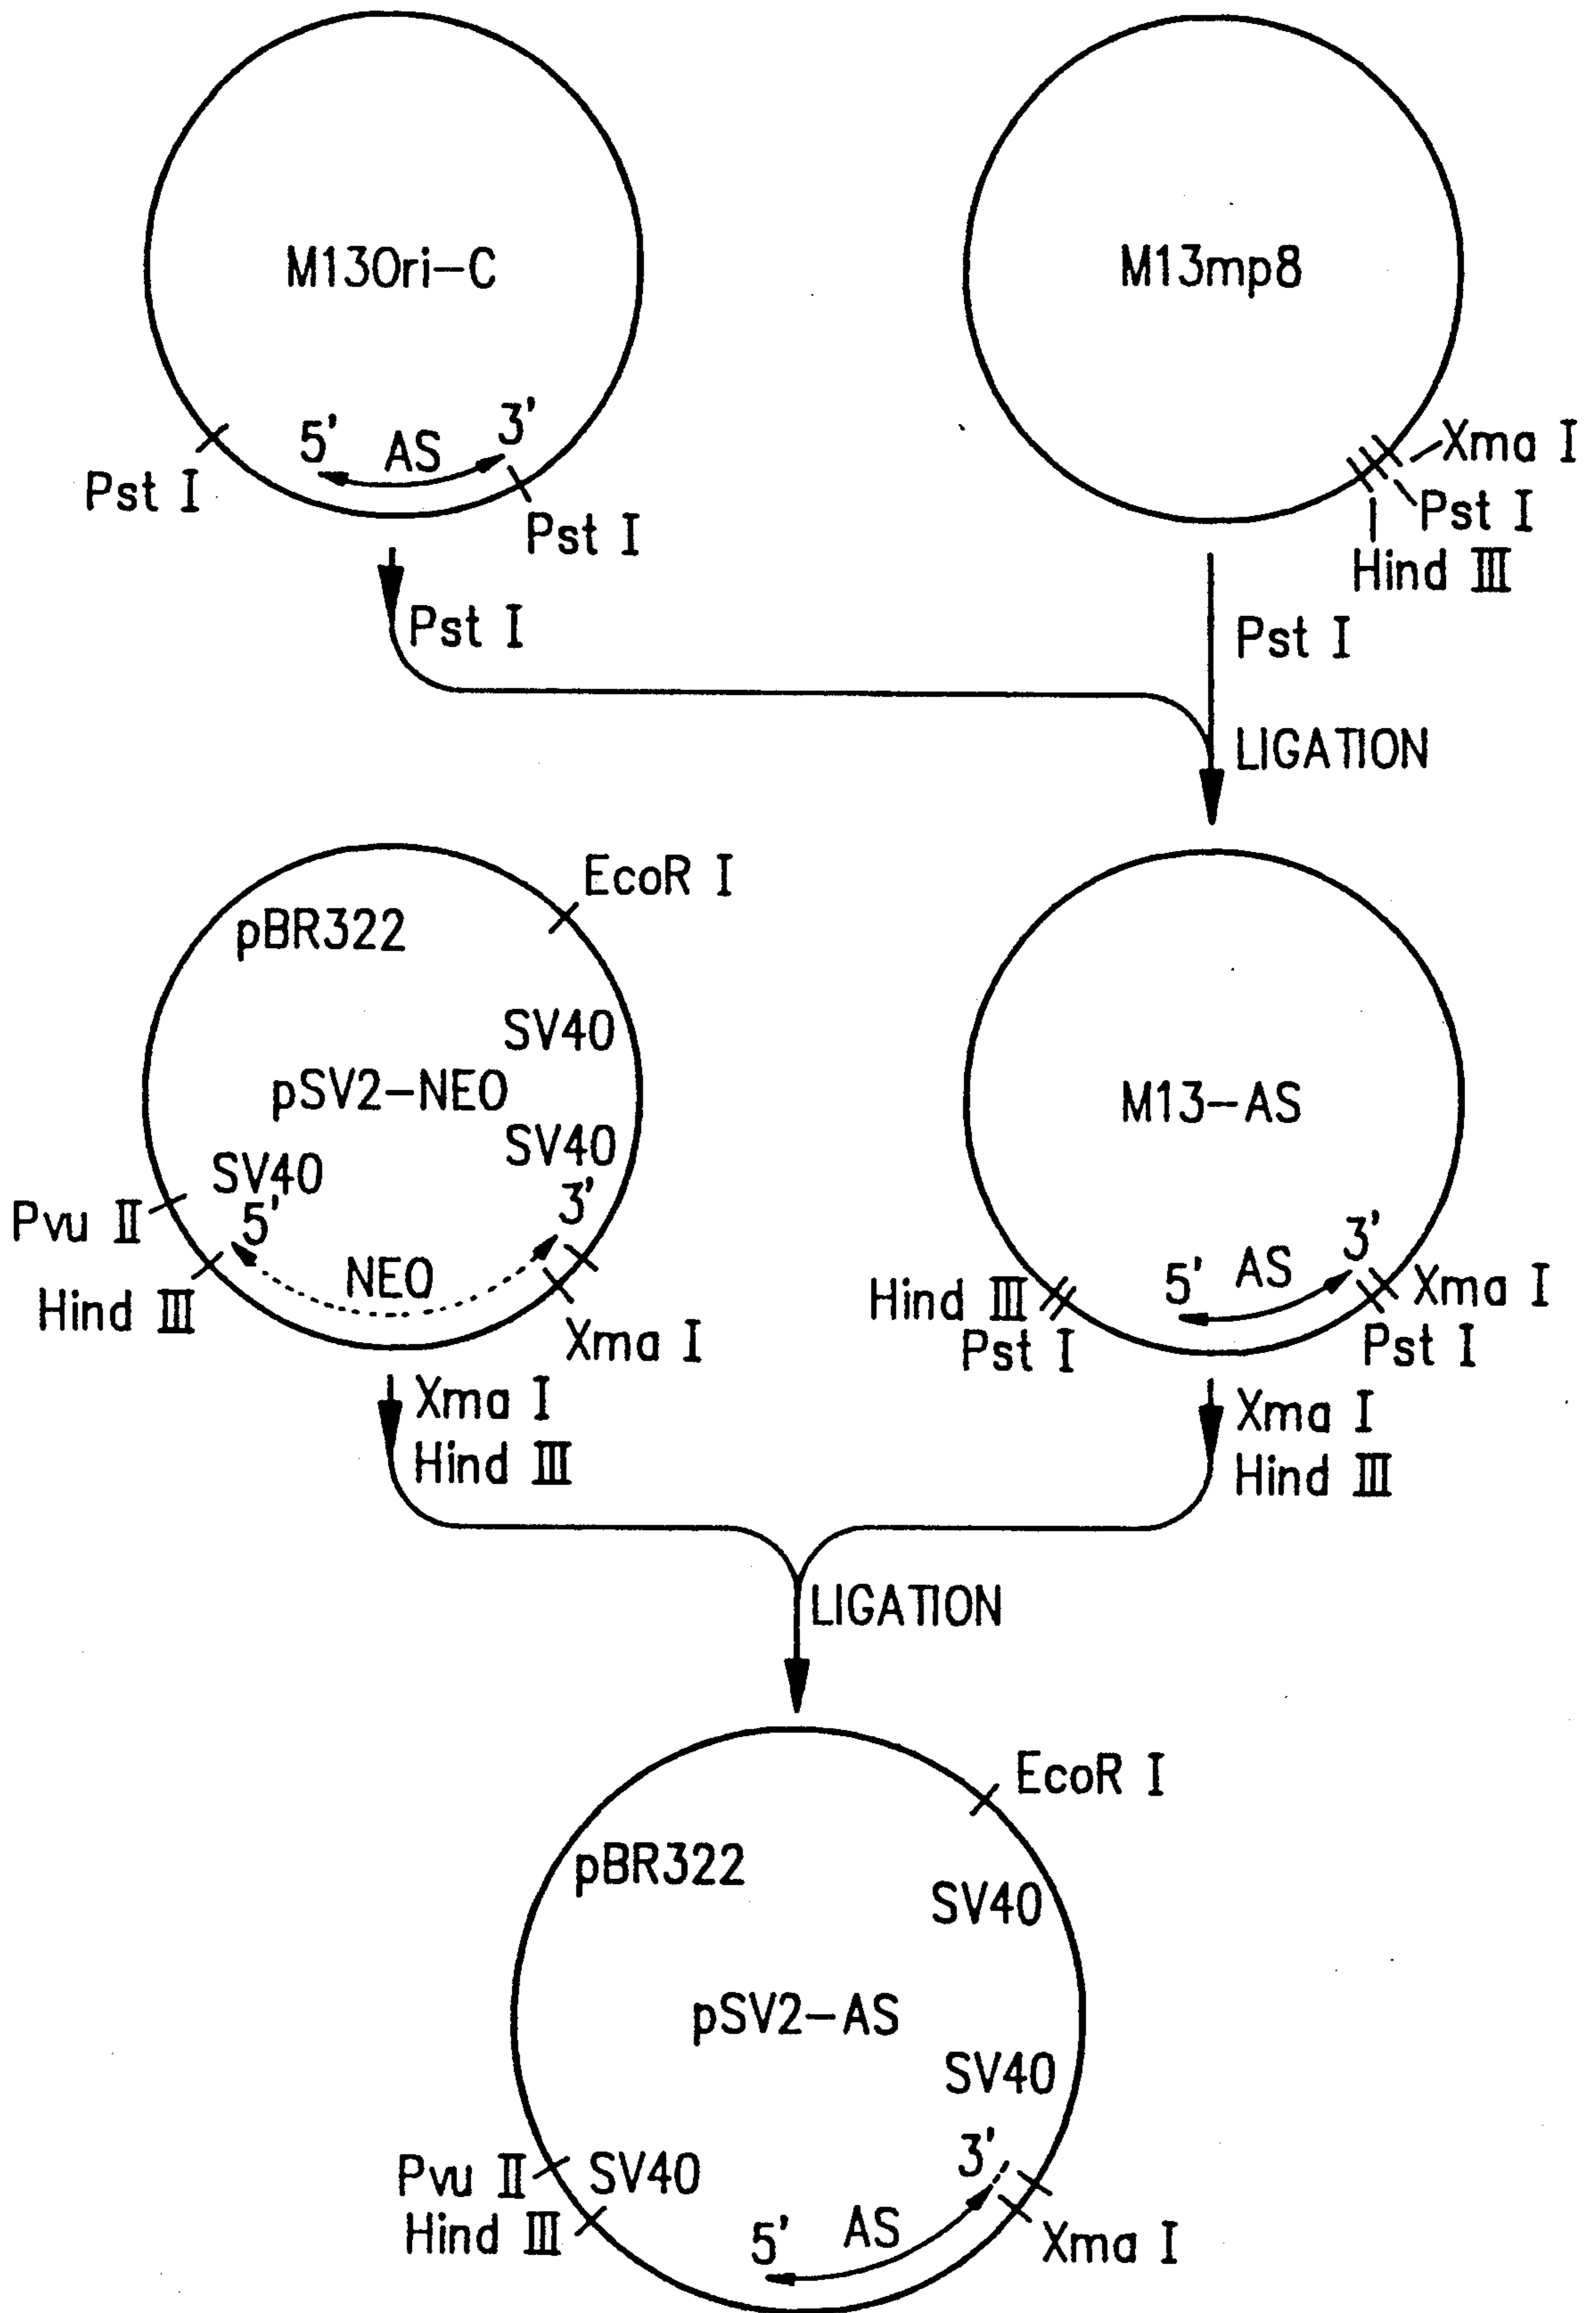 M13Ori-C
5'
AS
3'
Pst I
Pst I
M13mp8
Xma I
Pst I
Hind III
Pst I
Pst I
LIGATION
EcoR I
pBR322
SV40
pSV2-NEO
SV40
SV40
Pvu II
5'
3'
NEO
Hind III
Xma I
M13-AS
5'
AS
3'
Hind III
Pst I
Xma I
Pst I
Xma I
Hind III
Xma I
Hind III
LIGATION
EcoR I
pBR322
SV40
pSV2-AS
SV40
3'
Pvu II
SV40
Hind III
5'
AS
Xma I